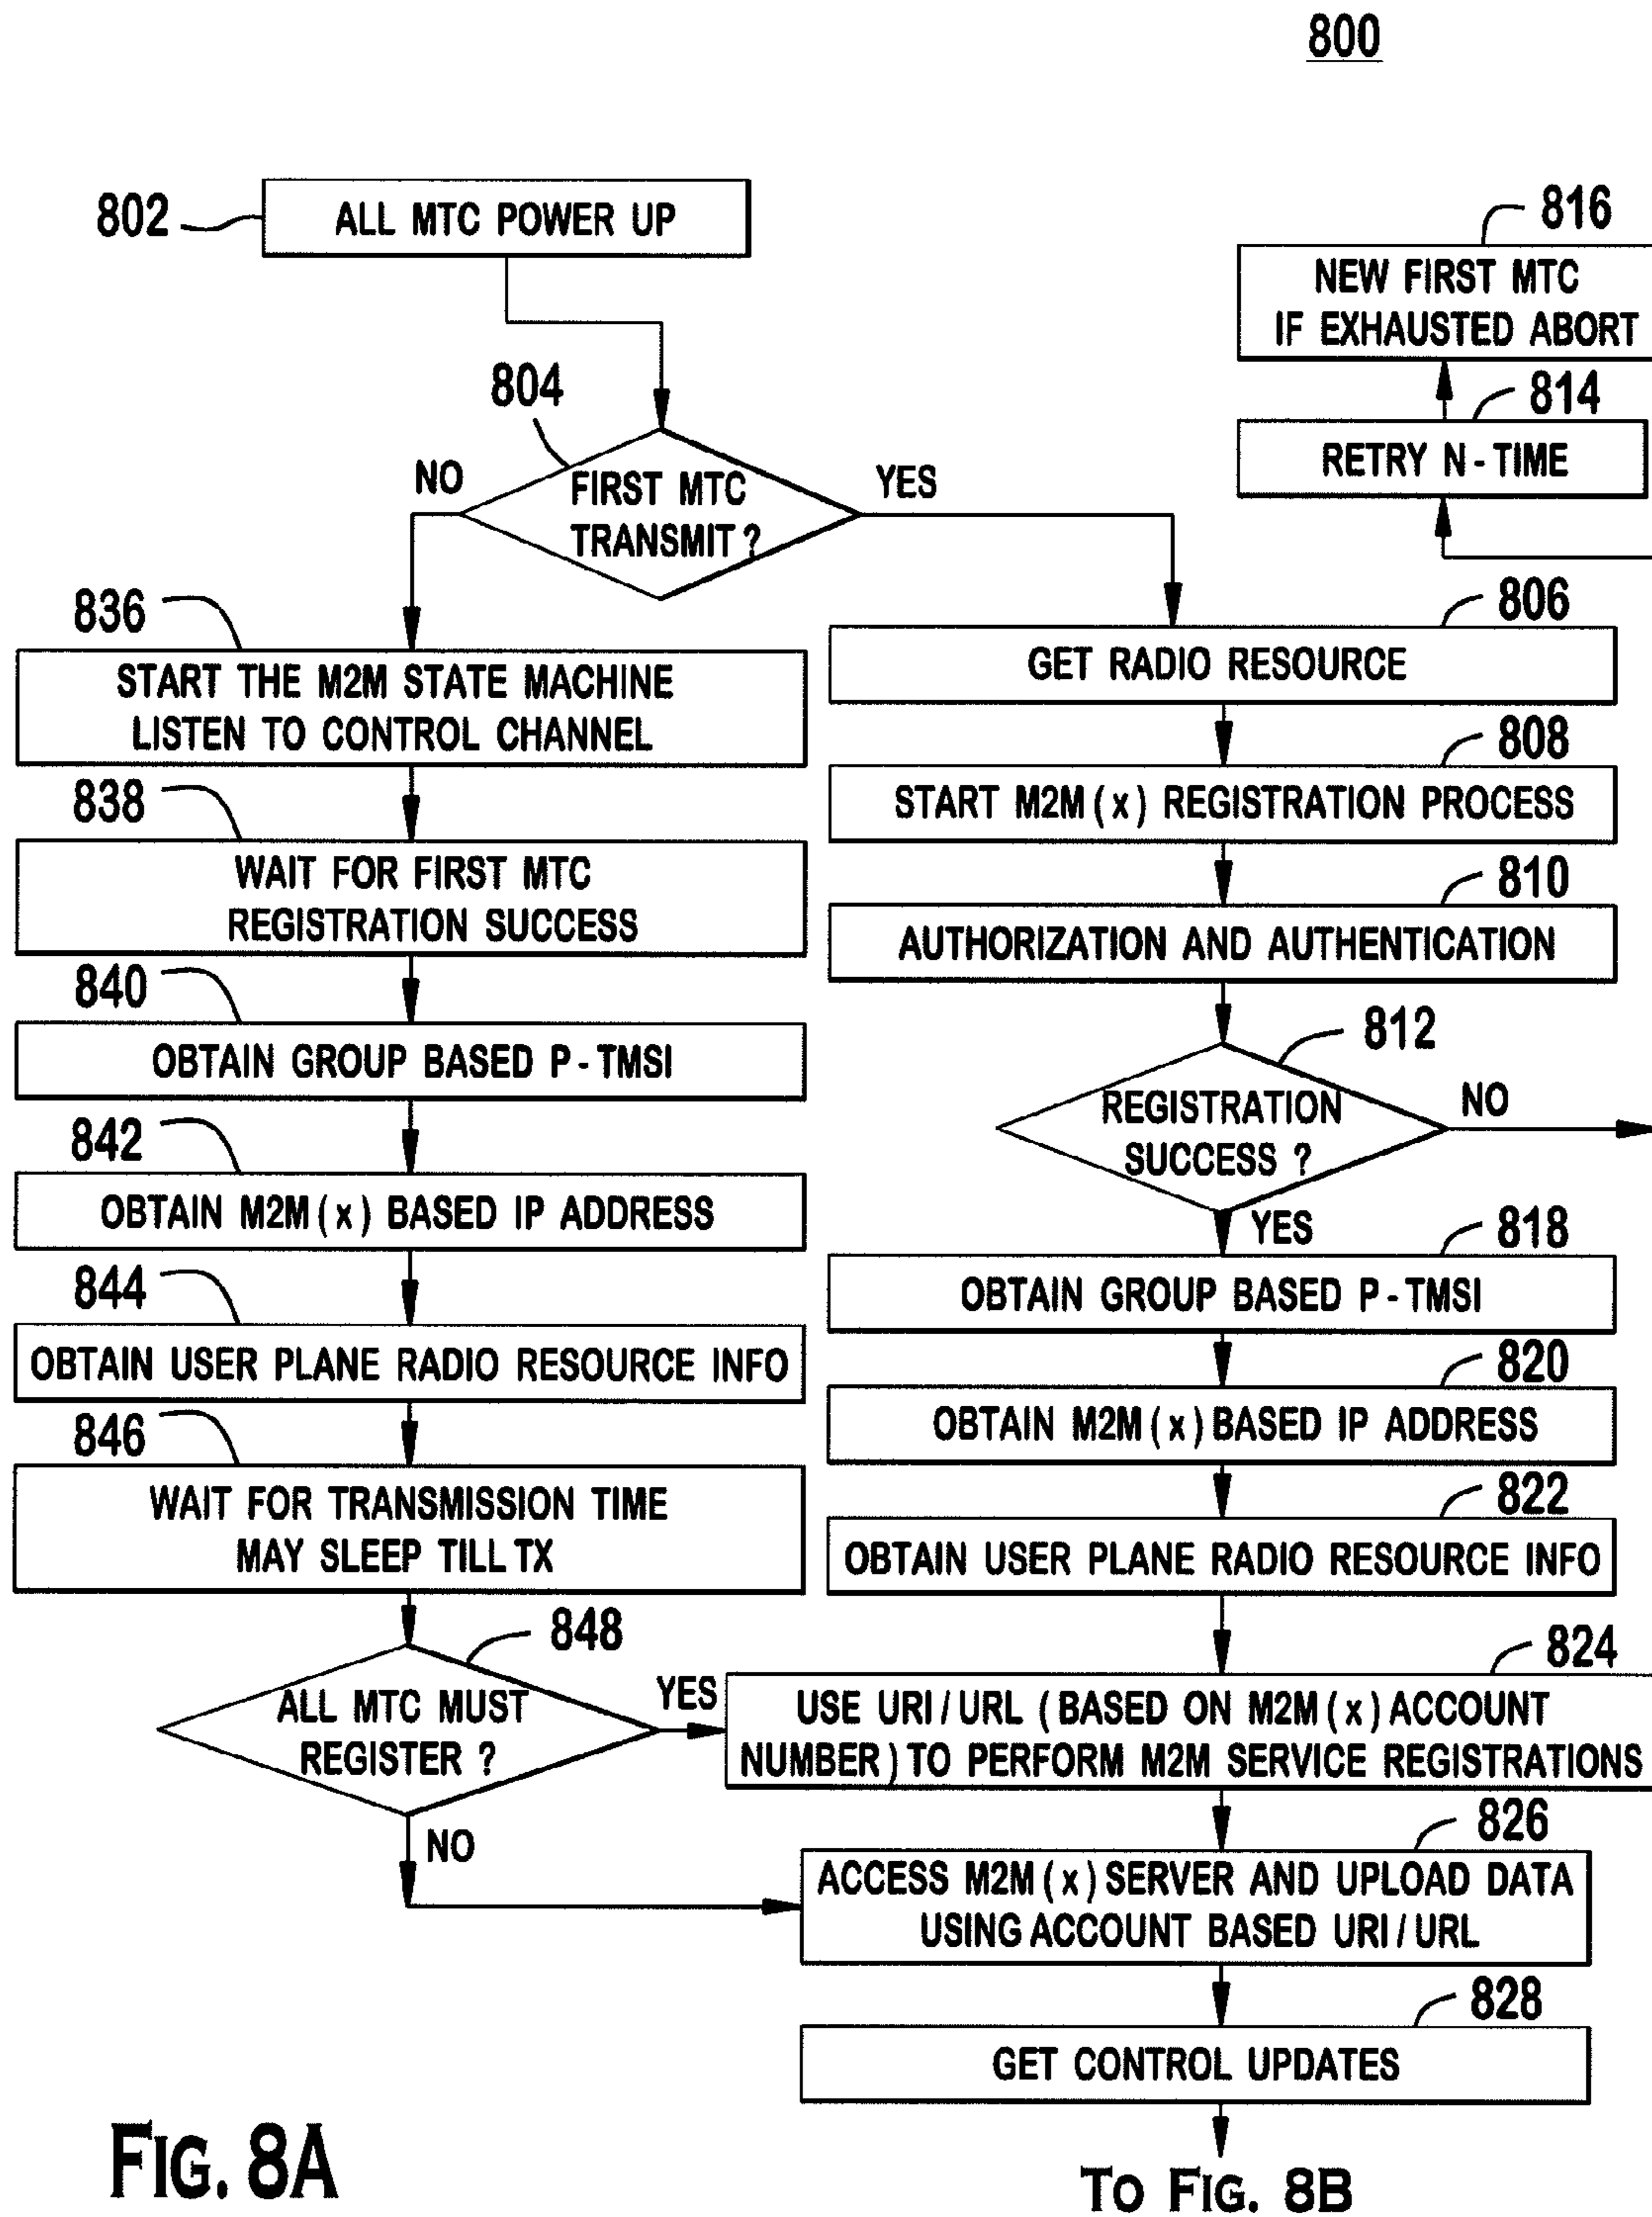 800
802
ALL MTC POWER UP
804
FIRST MTC
TRANSMIT ?
NO
YES
816
NEW FIRST MTC
IF EXHAUSTED ABORT
814
RETRY N - TIME
836
START THE M2M STATE MACHINE
LISTEN TO CONTROL CHANNEL
838
WAIT FOR FIRST MTC
REGISTRATION SUCCESS
840
OBTAIN GROUP BASED P - TMSI
842
OBTAIN M2M ( x ) BASED IP ADDRESS
844
OBTAIN USER PLANE RADIO RESOURCE INFO
846
WAIT FOR TRANSMISSION TIME
MAY SLEEP TILL TX
848
ALL MTC MUST
REGISTER ?
YES
NO
806
GET RADIO RESOURCE
808
START M2M ( x ) REGISTRATION PROCESS
810
AUTHORIZATION AND AUTHENTICATION
812
REGISTRATION
SUCCESS ?
NO
YES
818
OBTAIN GROUP BASED P - TMSI
820
OBTAIN M2M ( x ) BASED IP ADDRESS
822
OBTAIN USER PLANE RADIO RESOURCE INFO
824
USE URI / URL ( BASED ON M2M ( x ) ACCOUNT
NUMBER ) TO PERFORM M2M SERVICE REGISTRATIONS
826
ACCESS M2M ( x ) SERVER AND UPLOAD DATA
USING ACCOUNT BASED URI / URL
828
GET CONTROL UPDATES
FIG. 8A
TO FIG. 8B